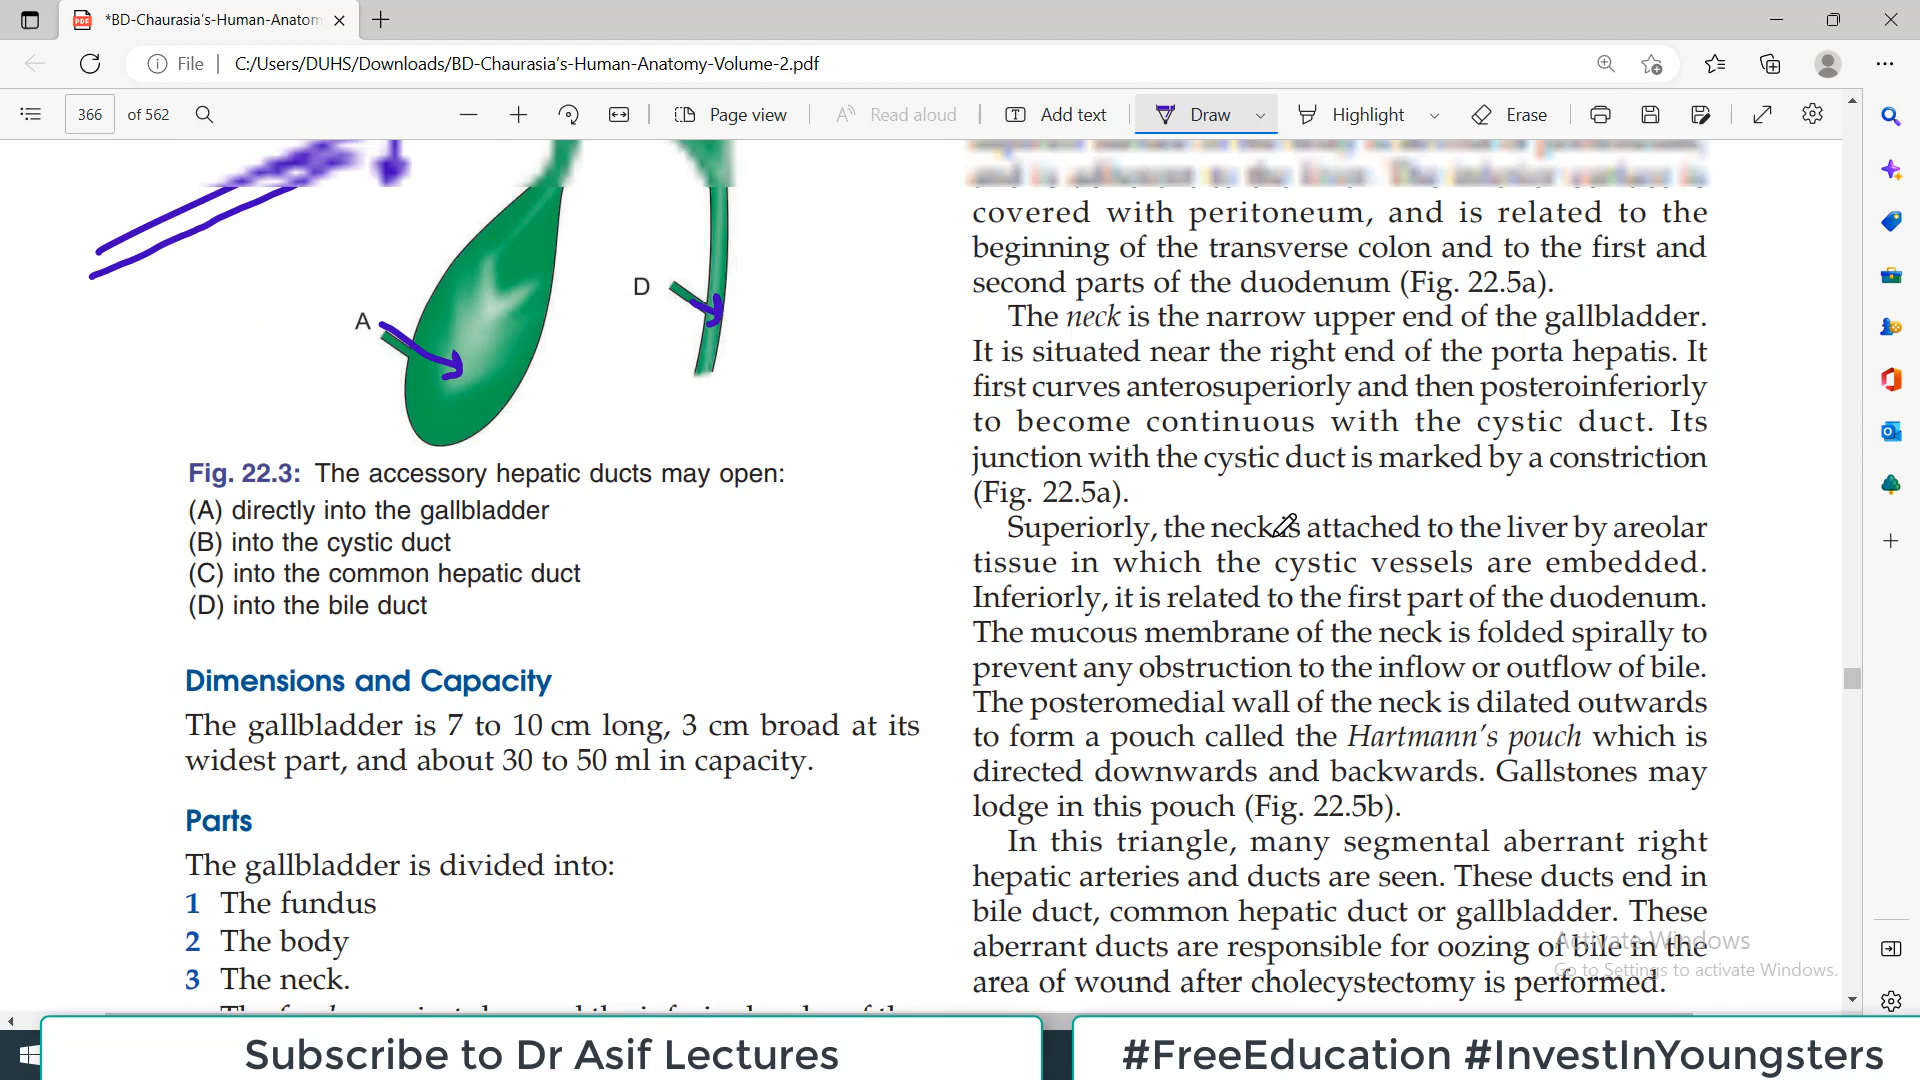 *BD-Chaurasia's-Human-Anatom
File
C:/Users/DUHS/Downloads/BD-Chaurasia's-Human-Anatomy-Volume-2.pdf
366 of 562
Page view
Read aloud
Add text
Draw
Highlight
Erase
D
A
Fig. 22.3: The accessory hepatic ducts may open:
(A) directly into the gallbladder
(B) into the cystic duct
(C) into the common hepatic duct
(D) into the bile duct
Dimensions and Capacity
The gallbladder is 7 to 10 cm long, 3 cm broad at its
widest part, and about 30 to 50 ml in capacity.
Parts
The gallbladder is divided into:
1 The fundus
2 The body
3 The neck.
and is adherent to the liver. The inferior surface is
covered with peritoneum, and is related to the
beginning of the transverse colon and to the first and
second parts of the duodenum (Fig. 22.5a).
The neck is the narrow upper end of the gallbladder.
It is situated near the right end of the porta hepatis. It
first curves anterosuperiorly and then posteroinferiorly
to become continuous with the cystic duct. Its
junction with the cystic duct is marked by a constriction
(Fig. 22.5a).
Superiorly, the neck is attached to the liver by areolar
tissue in which the cystic vessels are embedded.
Inferiorly, it is related to the first part of the duodenum.
The mucous membrane of the neck is folded spirally to
prevent any obstruction to the inflow or outflow of bile.
The posteromedial wall of the neck is dilated outwards
to form a pouch called the Hartmann's pouch which is
directed downwards and backwards. Gallstones may
lodge in this pouch (Fig. 22.5b).
In this triangle, many segmental aberrant right
hepatic arteries and ducts are seen. These ducts end in
bile duct, common hepatic duct or gallbladder. These
aberrant ducts are responsible for oozing of bile in the
area of wound after cholecystectomy is performed.
Activate Windows
Go to Settings to activate Windows.
Subscribe to Dr Asif Lectures
#FreeEducation #InvestInYoungsters